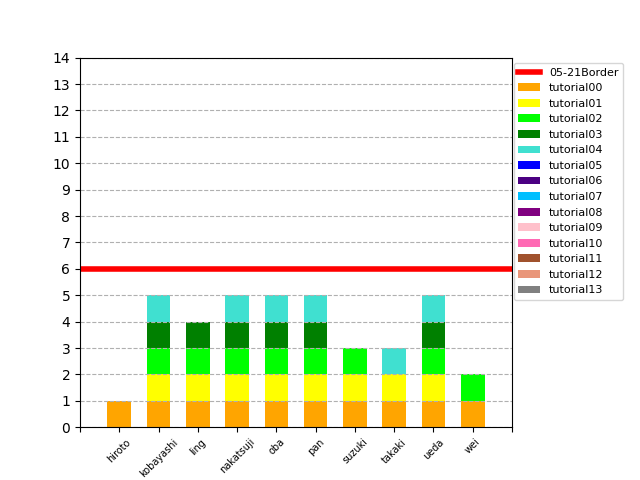 14
13
12
11
10
9
8
7
6
5
4
3
2
1
0
hiroto
kobayashi
ling
nakatsuji
oba
pan
suzuki
takaki
ueda
wei
05-21Border
tutorial00
tutorial01
tutorial02
tutorial03
tutorial04
tutorial05
tutorial06
tutorial07
tutorial08
tutorial09
tutorial10
tutorial11
tutorial12
tutorial13